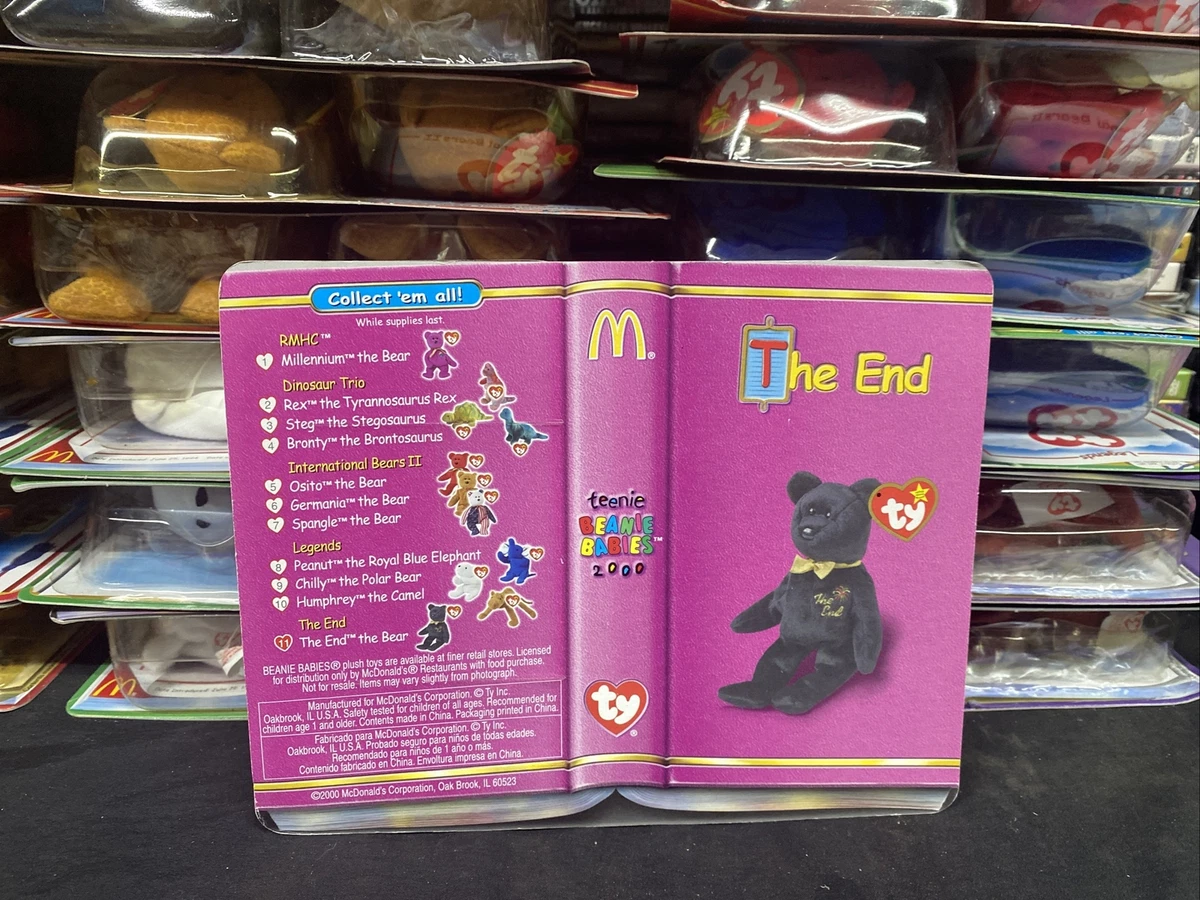 Collect 'em all!
While supplies last.
RMHC™
1 Millennium™ the Bear
Dinosaur Trio
2 Rex™ the Tyrannosaurus Rex
3 Steg™ the Stegosaurus
4 Bronty™ the Brontosaurus
International Bears II
5 Osito™ the Bear
6 Germania™ the Bear
7 Spangle™ the Bear
Legends
8 Peanut™ the Royal Blue Elephant
9 Chilly™ the Polar Bear
10 Humphrey™ the Camel
The End
11 The End™ the Bear
BEANIE BABIES® plush toys are available at finer retail stores. Licensed
for distribution only by McDonald's® Restaurants with food purchase.
Not for resale. Items may vary slightly from photograph.
Manufactured for McDonald's Corporation. © Ty Inc.
Oakbrook, IL U.S.A. Safety tested for children of all ages. Recommended for
children age 1 and older. Contents made in China. Packaging printed in China.
Fabricado para McDonald's Corporation. © Ty Inc.
Oakbrook, IL U.S.A. Probado seguro para niños de todas edades.
Recomendado para niños de 1 año o más.
Contenido fabricado en China. Envoltura impresa en China.
©2000 McDonald's Corporation, Oak Brook, IL 60523
M®
teenie
BEANIE
BABIES™
2000
ty®
The End
ty
The
End
ty
ty